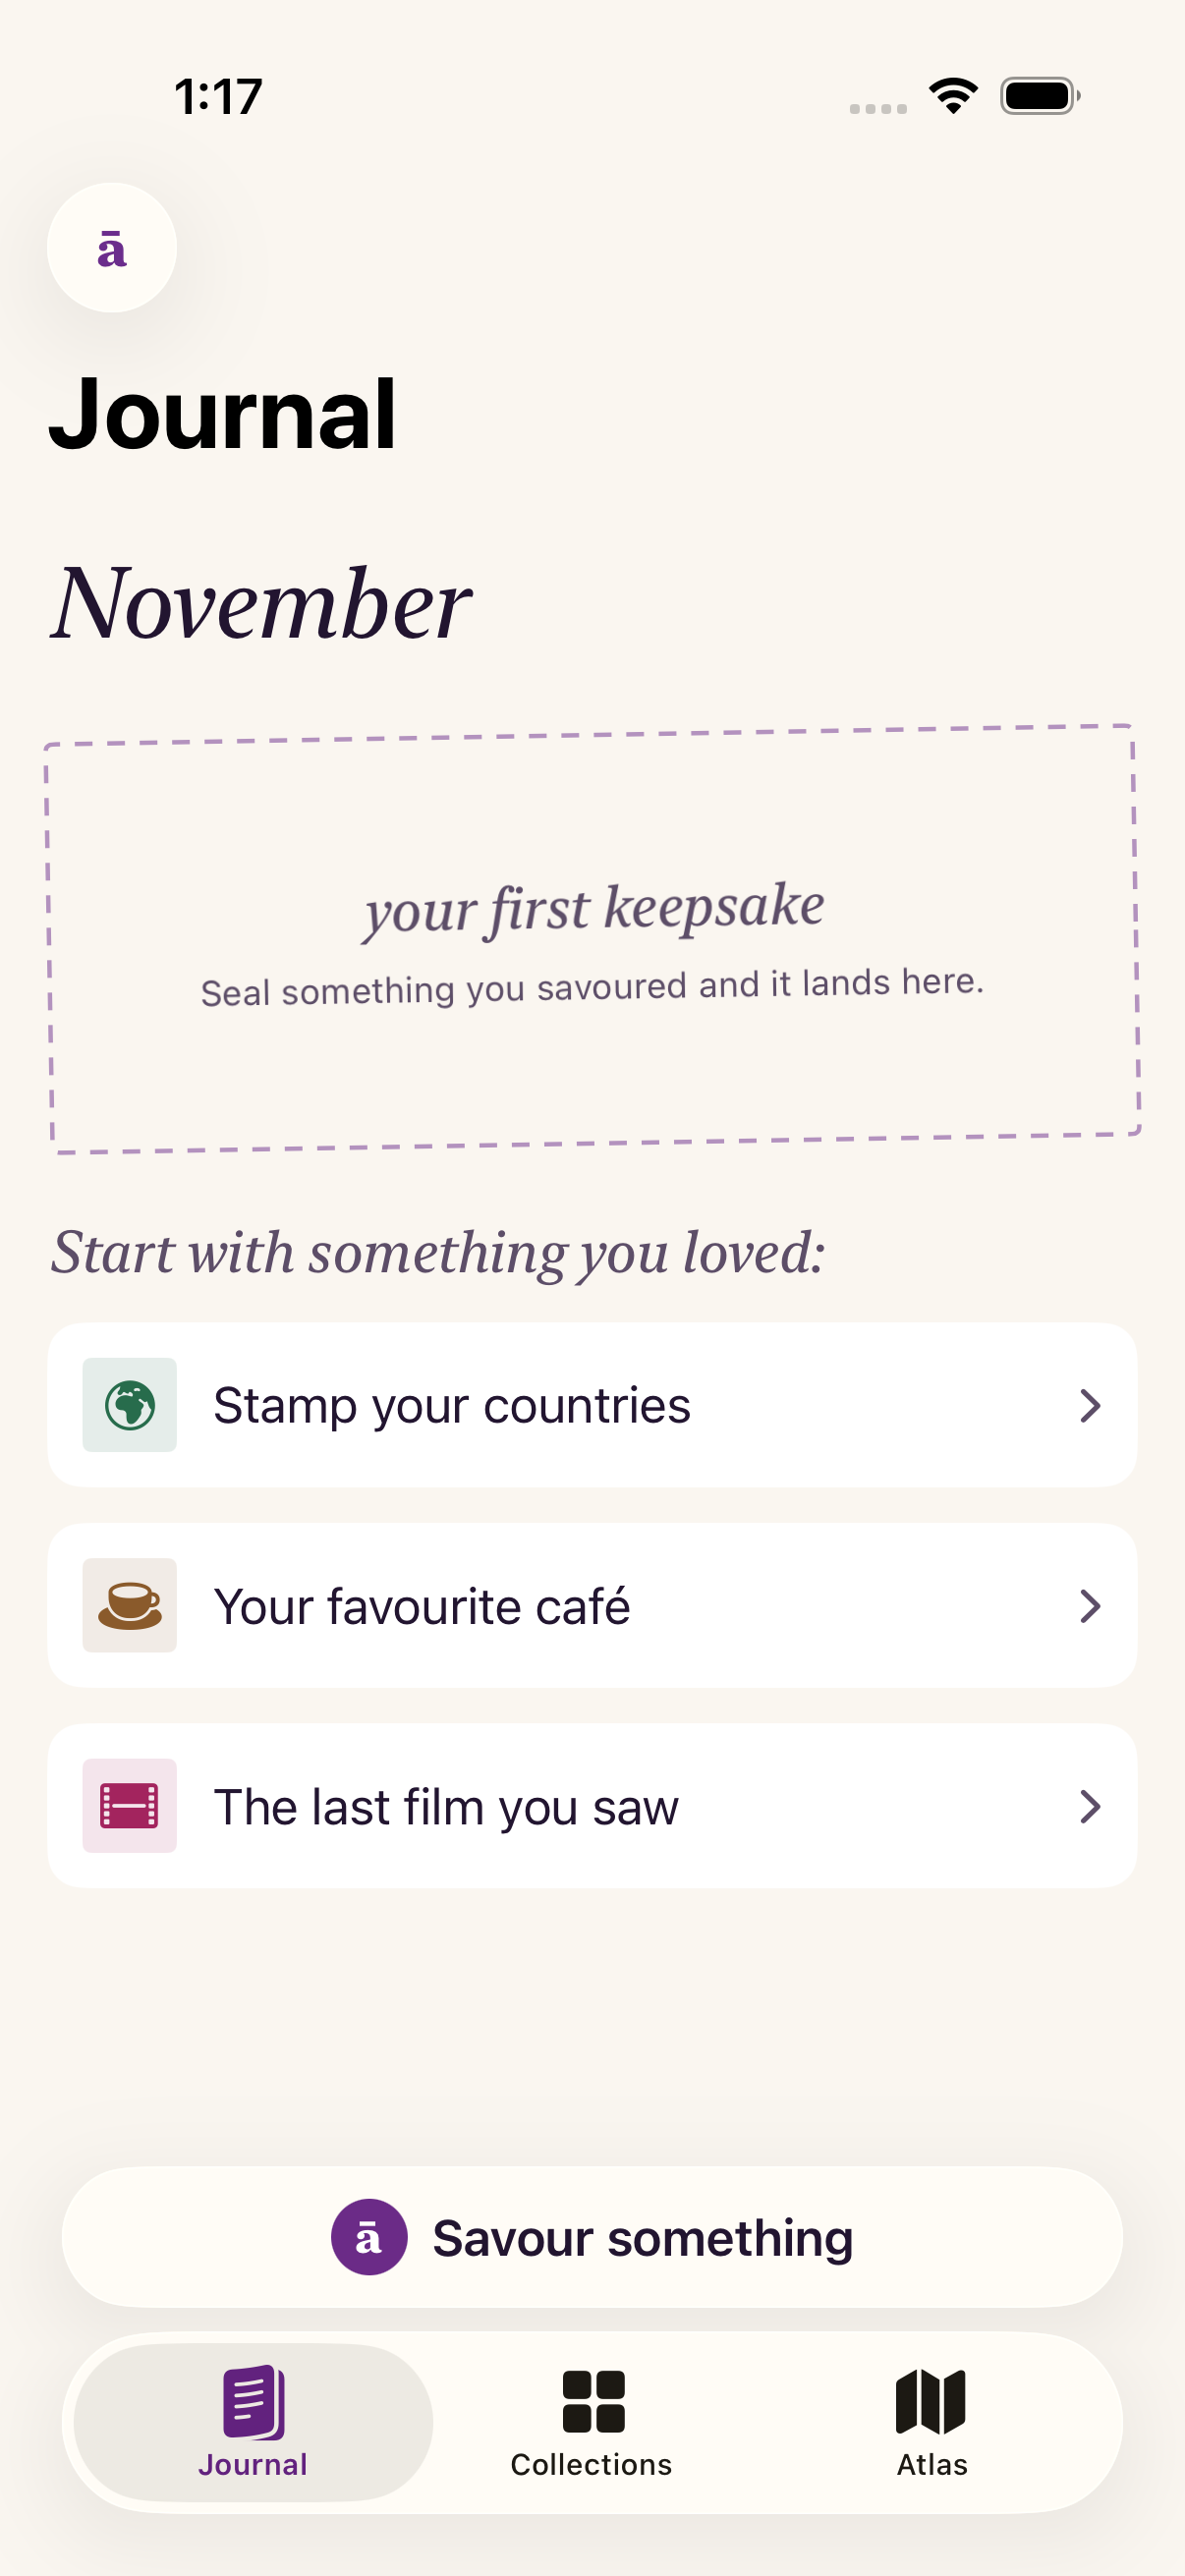 1:17
ā
Journal
November
your first keepsake
Seal something you savoured and it lands here.
Start with something you loved:
Stamp your countries
Your favourite café
The last film you saw
ā Savour something
Journal Collections Atlas